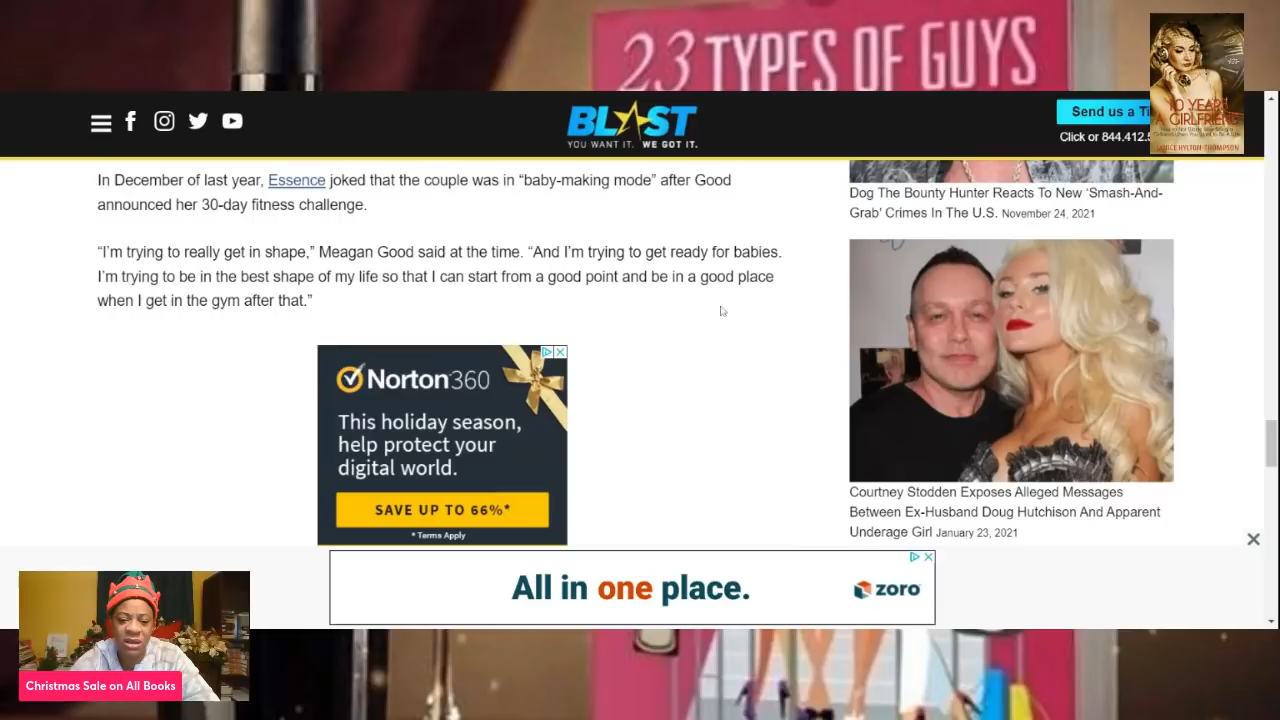 23 TYPES OF GUYS
BLAST
YOU WANT IT. WE GOT IT.
Send us a Ti
Click or 844.412.5
10 YEARS
A GIRLFRIEND
In December of last year, Essence joked that the couple was in “baby-making mode” after Good
announced her 30-day fitness challenge.
“I’m trying to really get in shape,” Meagan Good said at the time. “And I’m trying to get ready for babies.
I’m trying to be in the best shape of my life so that I can start from a good point and be in a good place
when I get in the gym after that.”
Dog The Bounty Hunter Reacts To New ‘Smash-And-
Grab’ Crimes In The U.S. November 24, 2021
Courtney Stodden Exposes Alleged Messages
Between Ex-Husband Doug Hutchison And Apparent
Underage Girl January 23, 2021
Norton 360
This holiday season,
help protect your
digital world.
SAVE UP TO 66%*
* Terms Apply
All in one place.
zoro
Christmas Sale on All Books